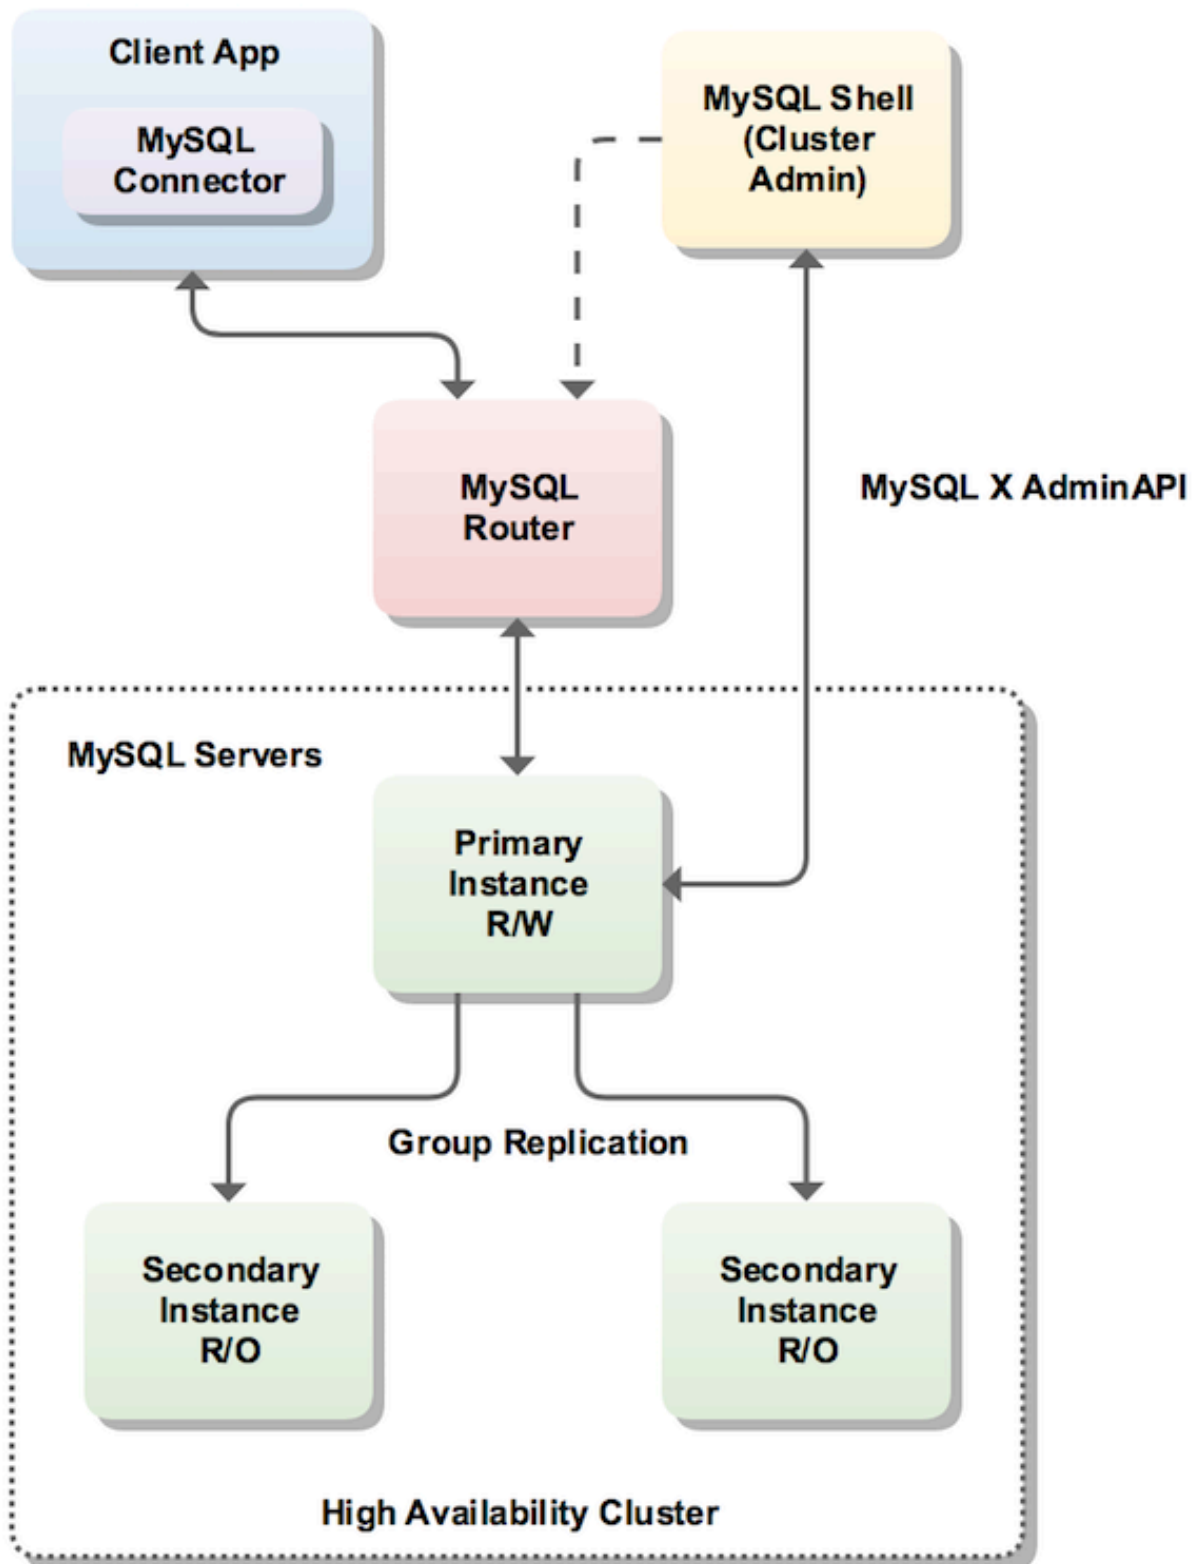 Client App
MySQL
Connector
MySQL Shell
(Cluster
Admin)
MySQL
Router
MySQL X AdminAPI
MySQL Servers
Primary
Instance
R/W
Group Replication
Secondary
Instance
R/O
Secondary
Instance
R/O
High Availability Cluster